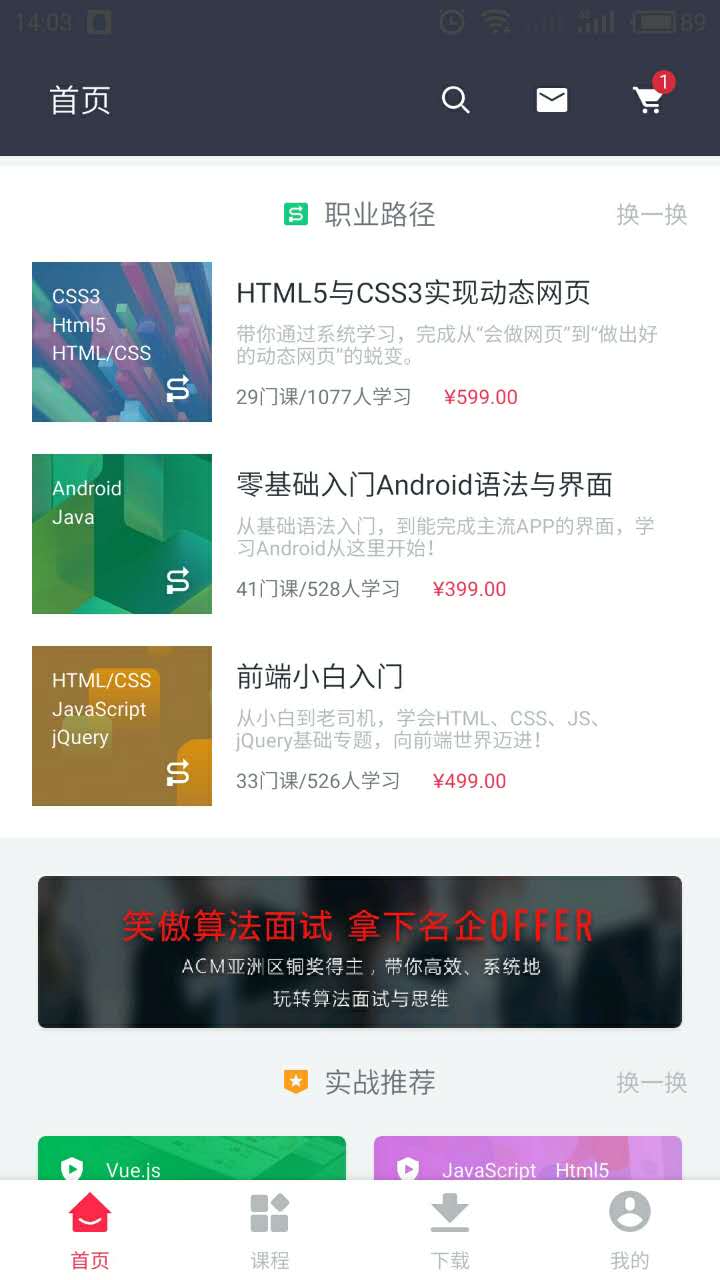 14:03
89
首页
1
职业路径
换一换
CSS3
Html5
HTML/CSS
HTML5与CSS3实现动态网页
带你通过系统学习，完成从“会做网页”到“做出好
的动态网页”的蜕变。
29门课/1077人学习
¥599.00
Android
Java
零基础入门Android语法与界面
从基础语法入门，到能完成主流APP的界面，学
习Android从这里开始！
41门课/528人学习
¥399.00
HTML/CSS
JavaScript
jQuery
前端小白入门
从小白到老司机，学会HTML、CSS、JS、
jQuery基础专题，向前端世界迈进！
33门课/526人学习
¥499.00
笑傲算法面试 拿下名企OFFER
ACM亚洲区铜奖得主，带你高效、系统地
玩转算法面试与思维
实战推荐
换一换
Vue.js
JavaScript Html5
首页
课程
下载
我的